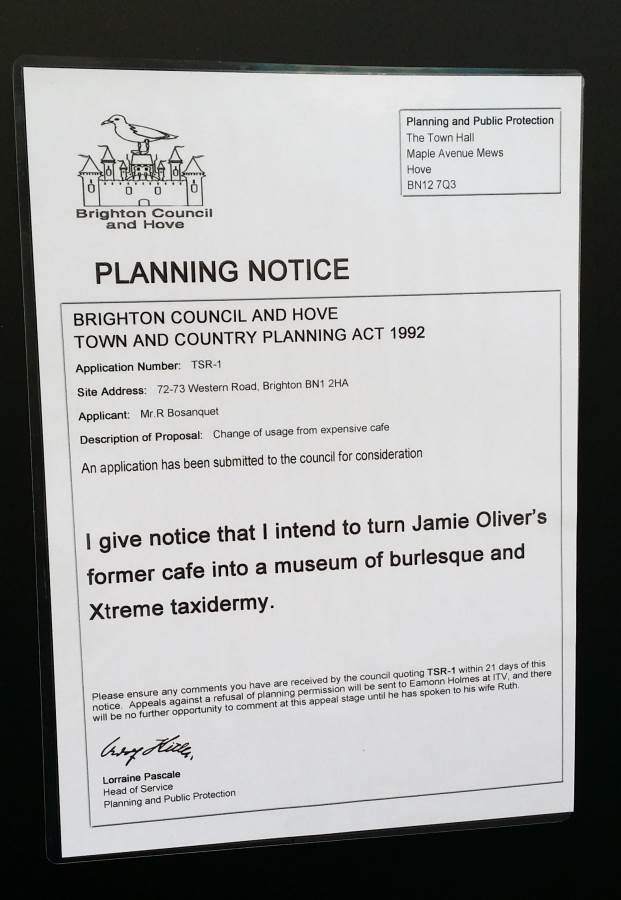 Brighton Council
and Hove
Planning and Public Protection
The Town Hall
Maple Avenue Mews
Hove
BN12 7Q3
PLANNING NOTICE
BRIGHTON COUNCIL AND HOVE
TOWN AND COUNTRY PLANNING ACT 1992
Application Number: TSR-1
Site Address: 72-73 Western Road, Brighton BN1 2HA
Applicant: Mr.R Bosanquet
Description of Proposal: Change of usage from expensive cafe
An application has been submitted to the council for consideration
I give notice that I intend to turn Jamie Oliver's
former cafe into a museum of burlesque and
Xtreme taxidermy.
Please ensure any comments you have are received by the council quoting TSR-1 within 21 days of this
notice. Appeals against a refusal of planning permission will be sent to Eamonn Holmes at ITV, and there
will be no further opportunity to comment at this appeal stage until he has spoken to his wife Ruth.
Lorraine Pascale
Head of Service
Planning and Public Protection